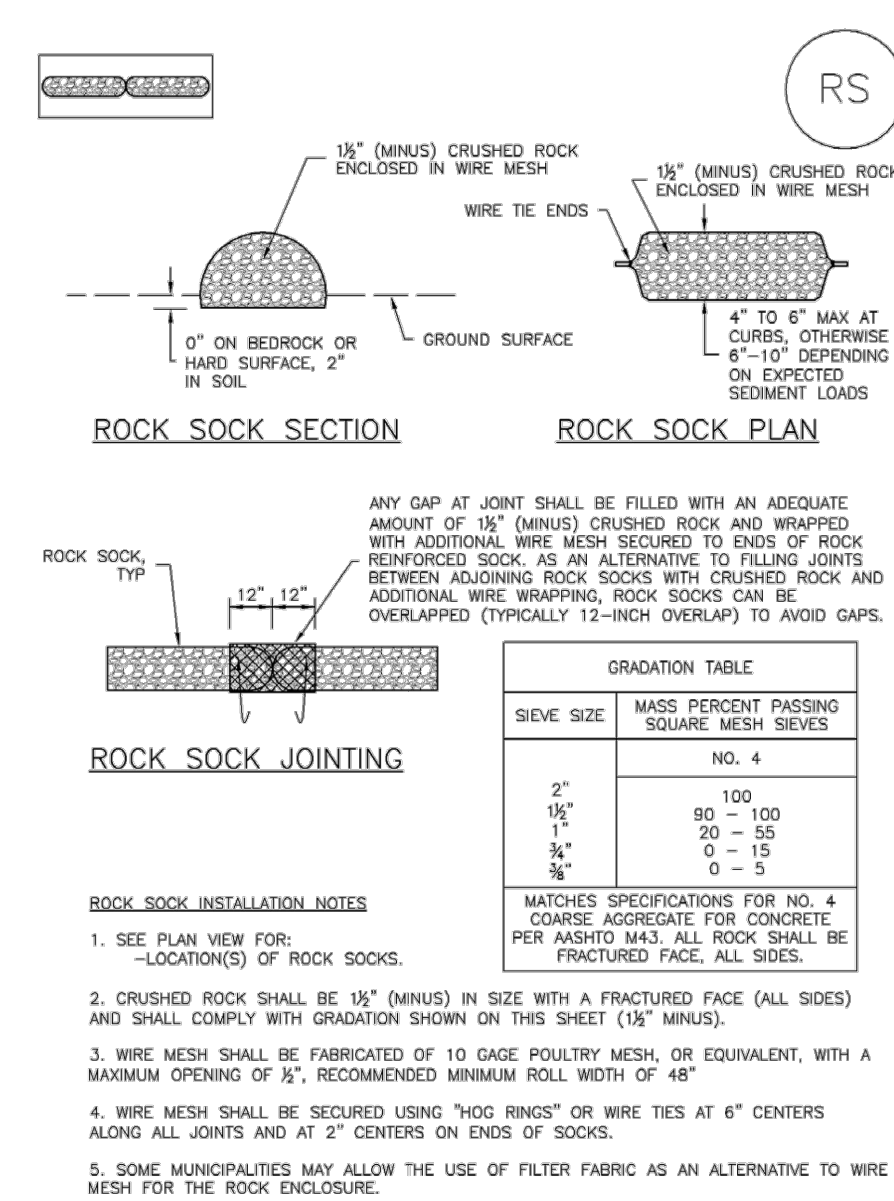 RS
1½" (MINUS) CRUSHED ROCK
ENCLOSED IN WIRE MESH
0" ON BEDROCK OR
HARD SURFACE, 2"
IN SOIL
GROUND SURFACE
ROCK SOCK SECTION
1½" (MINUS) CRUSHED ROCK
ENCLOSED IN WIRE MESH
WIRE TIE ENDS
4" TO 6" MAX AT
CURBS, OTHERWISE
6"-10" DEPENDING
ON EXPECTED
SEDIMENT LOADS
ROCK SOCK PLAN
ANY GAP AT JOINT SHALL BE FILLED WITH AN ADEQUATE
AMOUNT OF 1½" (MINUS) CRUSHED ROCK AND WRAPPED
WITH ADDITIONAL WIRE MESH SECURED TO ENDS OF ROCK
REINFORCED SOCK. AS AN ALTERNATIVE TO FILLING JOINTS
BETWEEN ADJOINING ROCK SOCKS WITH CRUSHED ROCK AND
ADDITIONAL WIRE WRAPPING, ROCK SOCKS CAN BE
OVERLAPPED (TYPICALLY 12-INCH OVERLAP) TO AVOID GAPS.
ROCK SOCK,
TYP
12" 12"
ROCK SOCK JOINTING
GRADATION TABLE
SIEVE SIZE MASS PERCENT PASSING
SQUARE MESH SIEVES
NO. 4
2" 100
1½" 90 - 100
1" 20 - 55
¾" 0 - 15
⅜" 0 - 5
MATCHES SPECIFICATIONS FOR NO. 4
COARSE AGGREGATE FOR CONCRETE
PER AASHTO M43. ALL ROCK SHALL BE
FRACTURED FACE, ALL SIDES.
ROCK SOCK INSTALLATION NOTES
1. SEE PLAN VIEW FOR:
-LOCATION(S) OF ROCK SOCKS.
2. CRUSHED ROCK SHALL BE 1½" (MINUS) IN SIZE WITH A FRACTURED FACE (ALL SIDES)
AND SHALL COMPLY WITH GRADATION SHOWN ON THIS SHEET (1½" MINUS).
3. WIRE MESH SHALL BE FABRICATED OF 10 GAGE POULTRY MESH, OR EQUIVALENT, WITH A
MAXIMUM OPENING OF ½", RECOMMENDED MINIMUM ROLL WIDTH OF 48"
4. WIRE MESH SHALL BE SECURED USING "HOG RINGS" OR WIRE TIES AT 6" CENTERS
ALONG ALL JOINTS AND AT 2" CENTERS ON ENDS OF SOCKS.
5. SOME MUNICIPALITIES MAY ALLOW THE USE OF FILTER FABRIC AS AN ALTERNATIVE TO WIRE
MESH FOR THE ROCK ENCLOSURE.